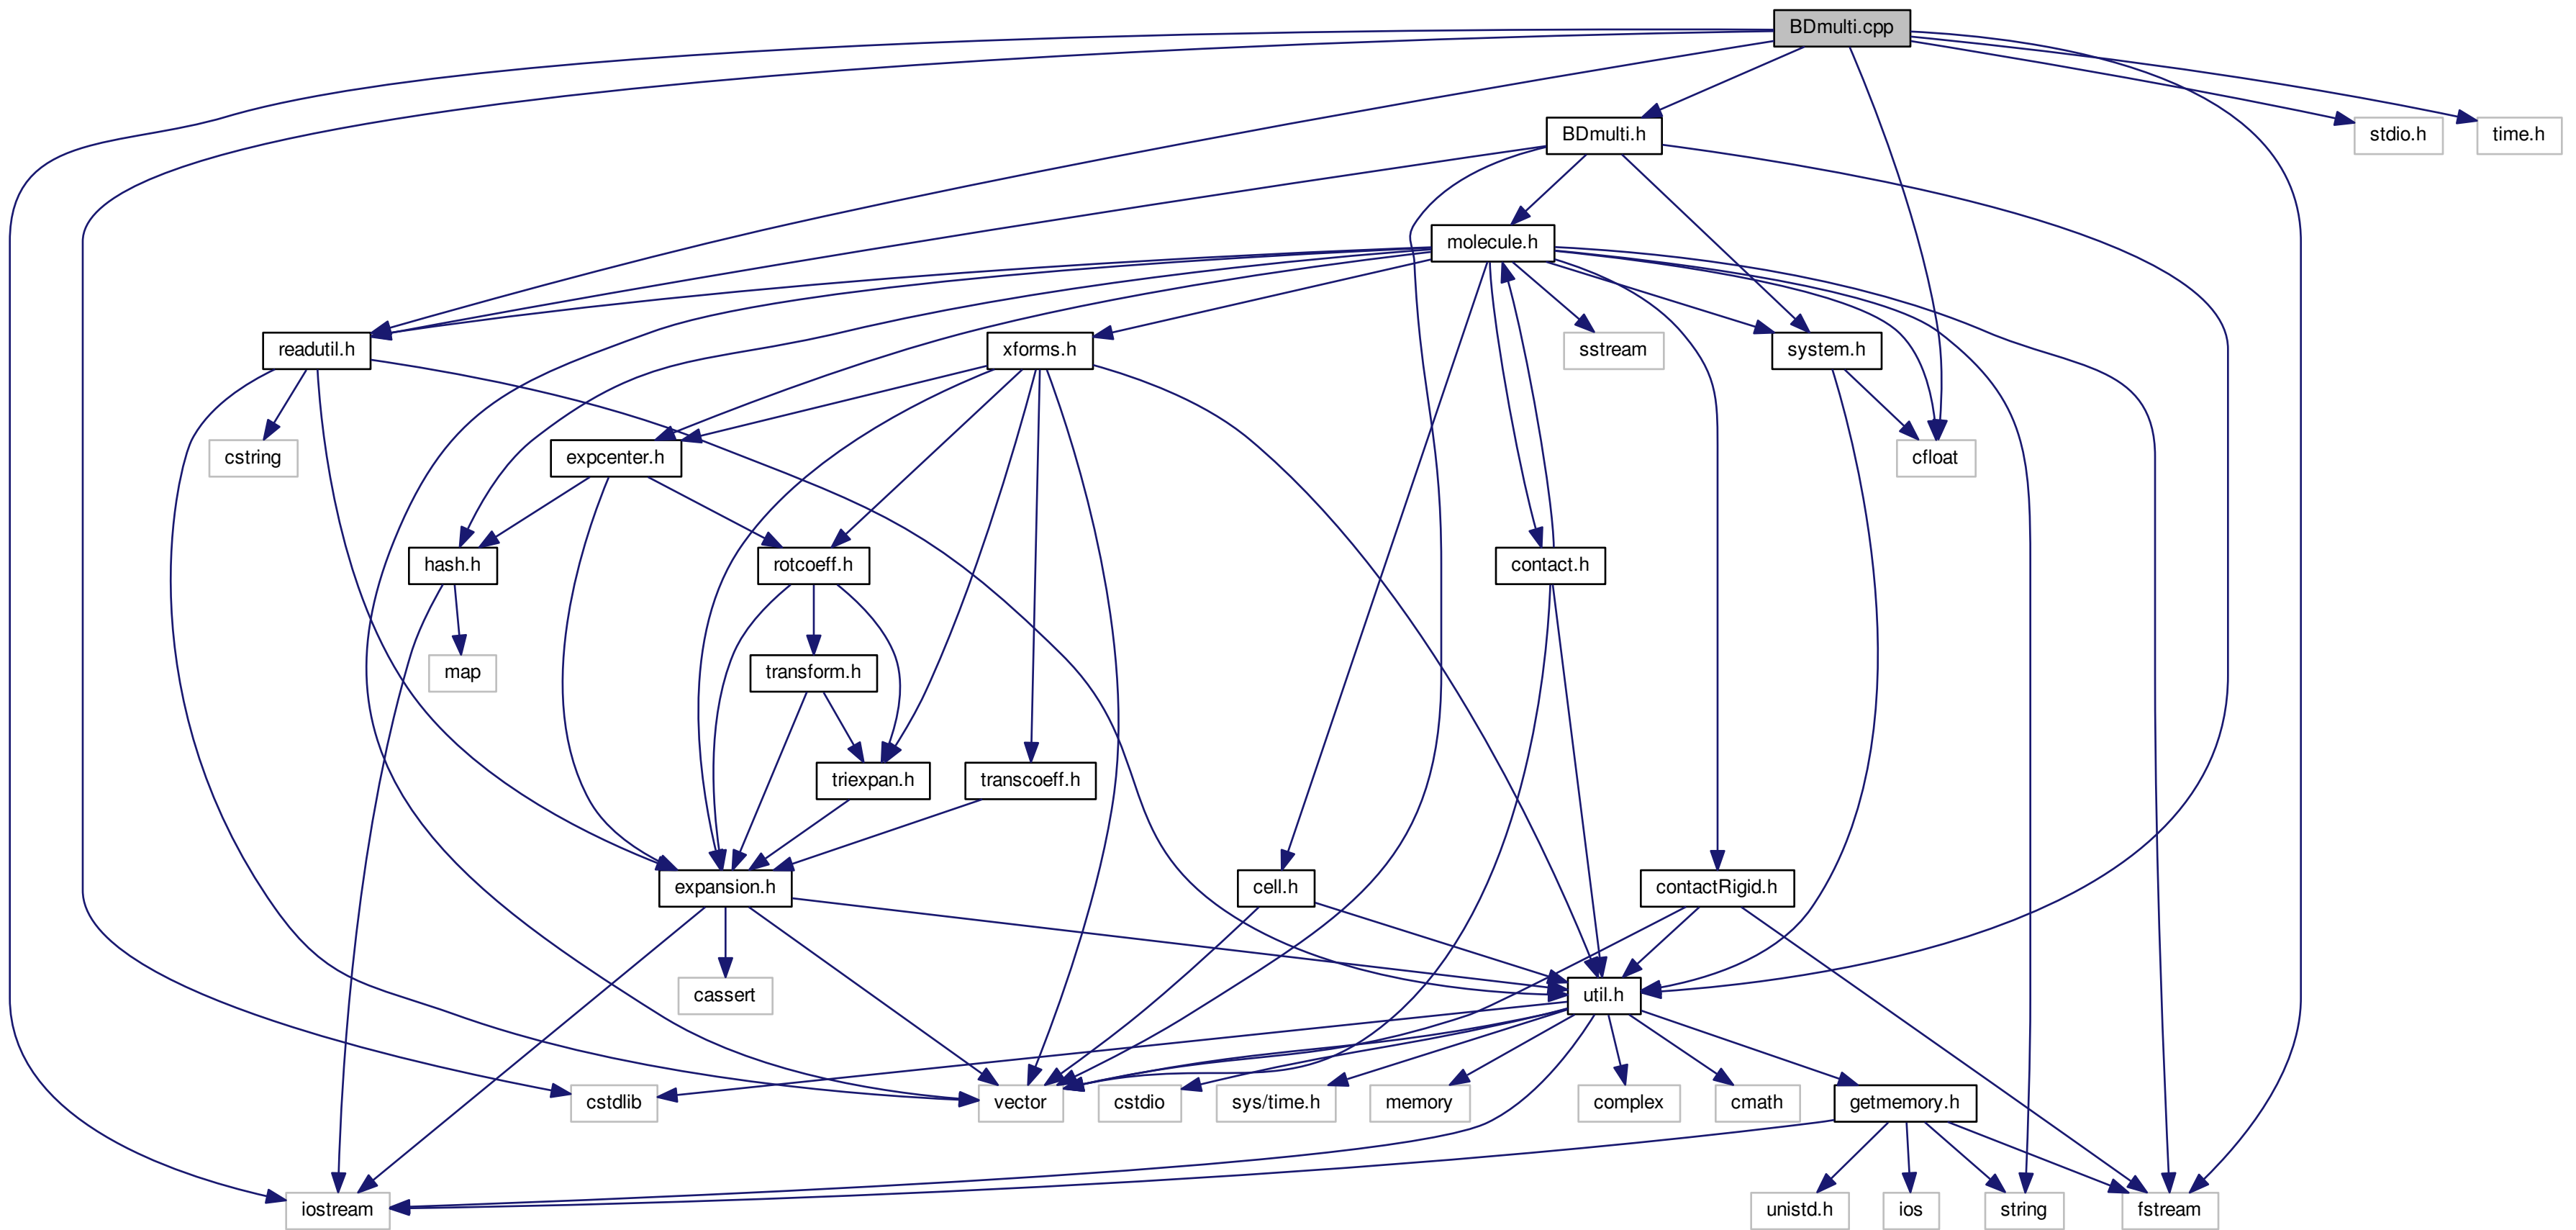 BDmulti.cpp
BDmulti.h
stdio.h
time.h
molecule.h
readutil.h
xforms.h
sstream
system.h
cstring
expcenter.h
cfloat
hash.h
rotcoeff.h
contact.h
map
transform.h
triexpan.h
transcoeff.h
expansion.h
cell.h
contactRigid.h
cassert
util.h
cstdlib
vector
cstdio
sys/time.h
memory
complex
cmath
getmemory.h
iostream
unistd.h
ios
string
fstream